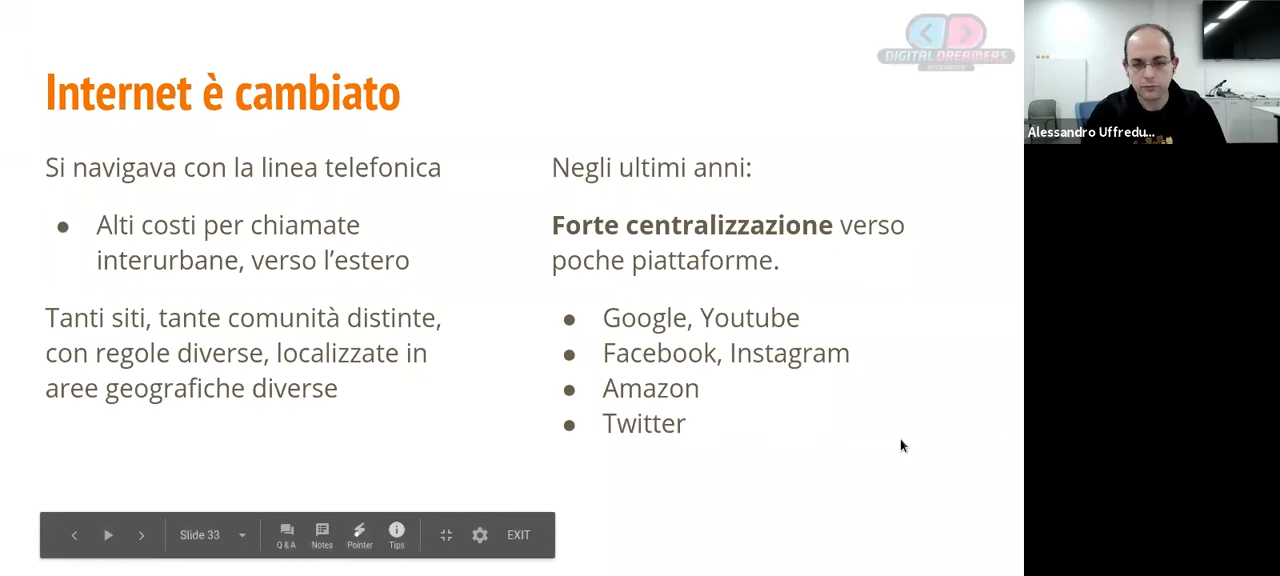 DIGITAL DREAMERS
ASSOCIAZIONE
Internet è cambiato
Si navigava con la linea telefonica
● Alti costi per chiamate
interurbane, verso l'estero
Tanti siti, tante comunità distinte,
con regole diverse, localizzate in
aree geografiche diverse
Negli ultimi anni:
Forte centralizzazione verso
poche piattaforme.
● Google, Youtube
● Facebook, Instagram
● Amazon
● Twitter
Alessandro Uffredu...
Slide 33
Q & A
Notes
Pointer
Tips
EXIT